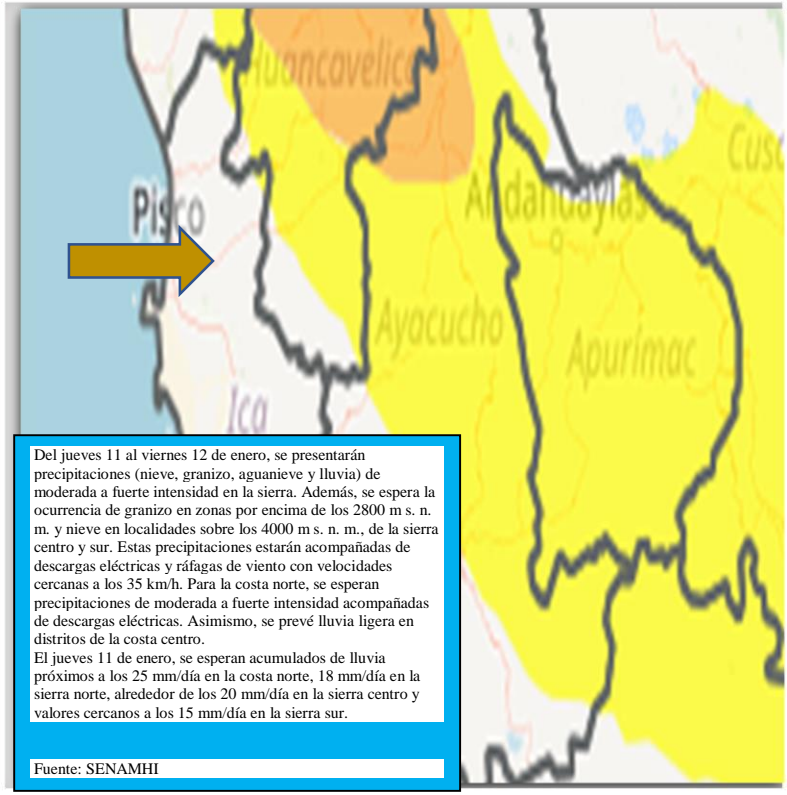 Huancavelica
Cusc
Pisco
Andahuaylas
Ayacucho
Apurímac
Ica
Del jueves 11 al viernes 12 de enero, se presentarán
precipitaciones (nieve, granizo, aguanieve y lluvia) de
moderada a fuerte intensidad en la sierra. Además, se espera la
ocurrencia de granizo en zonas por encima de los 2800 m s. n.
m. y nieve en localidades sobre los 4000 m s. n. m., de la sierra
centro y sur. Estas precipitaciones estarán acompañadas de
descargas eléctricas y ráfagas de viento con velocidades
cercanas a los 35 km/h. Para la costa norte, se esperan
precipitaciones de moderada a fuerte intensidad acompañadas
de descargas eléctricas. Asimismo, se prevé lluvia ligera en
distritos de la costa centro.
El jueves 11 de enero, se esperan acumulados de lluvia
próximos a los 25 mm/día en la costa norte, 18 mm/día en la
sierra norte, alrededor de los 20 mm/día en la sierra centro y
valores cercanos a los 15 mm/día en la sierra sur.
Fuente: SENAMHI